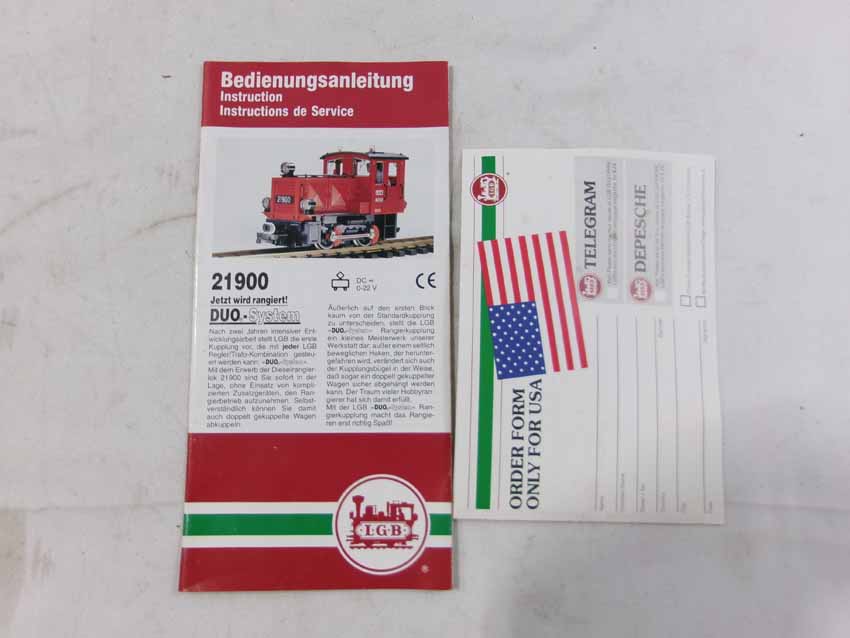 Bedienungsanleitung
Instruction
Instructions de Service
21900
21900
Jetzt wird rangiert!
DUO.-System
DC =
0-22 V
CE
Nach zwei Jahren intensiver Ent-
wicklungsarbeit stellt LGB die erste
Kupplung vor, die mit jeder LGB
Regler/Trafo-Kombination gesteu-
ert werden kann: »DUO.-System«.
Mit dem Erwerb der Dieselrangier-
lok 21900 sind Sie sofort in der
Lage, ohne Einsatz von kompli-
zierten Zusatzgeräten, den Ran-
gierbetrieb aufzunehmen. Selbst-
verständlich können Sie damit
auch doppelt gekuppelte Wagen
abkuppeln.
Äußerlich auf den ersten Blick
kaum von der Standardkupplung
zu unterscheiden, stellt die LGB
»DUO.-System« Rangierkupplung
ein kleines Meisterwerk unserer
Werkstatt dar; außer einem seitlich
beweglichen Haken, der herunter-
gefahren wird, verändert sich auch
der Kupplungsbügel in der Weise,
daß sogar ein doppelt gekuppelter
Wagen sicher abgehängt werden
kann. Der Traum vieler Hobbyran-
gierer hat sich damit erfüllt.
Mit der LGB »DUO.-System« Ran-
gierkupplung macht das Rangie-
ren erst richtig Spaß!
LGB
®
LGB
ORDER FORM
ONLY FOR USA
TELEGRAM
DEPESCHE
Name